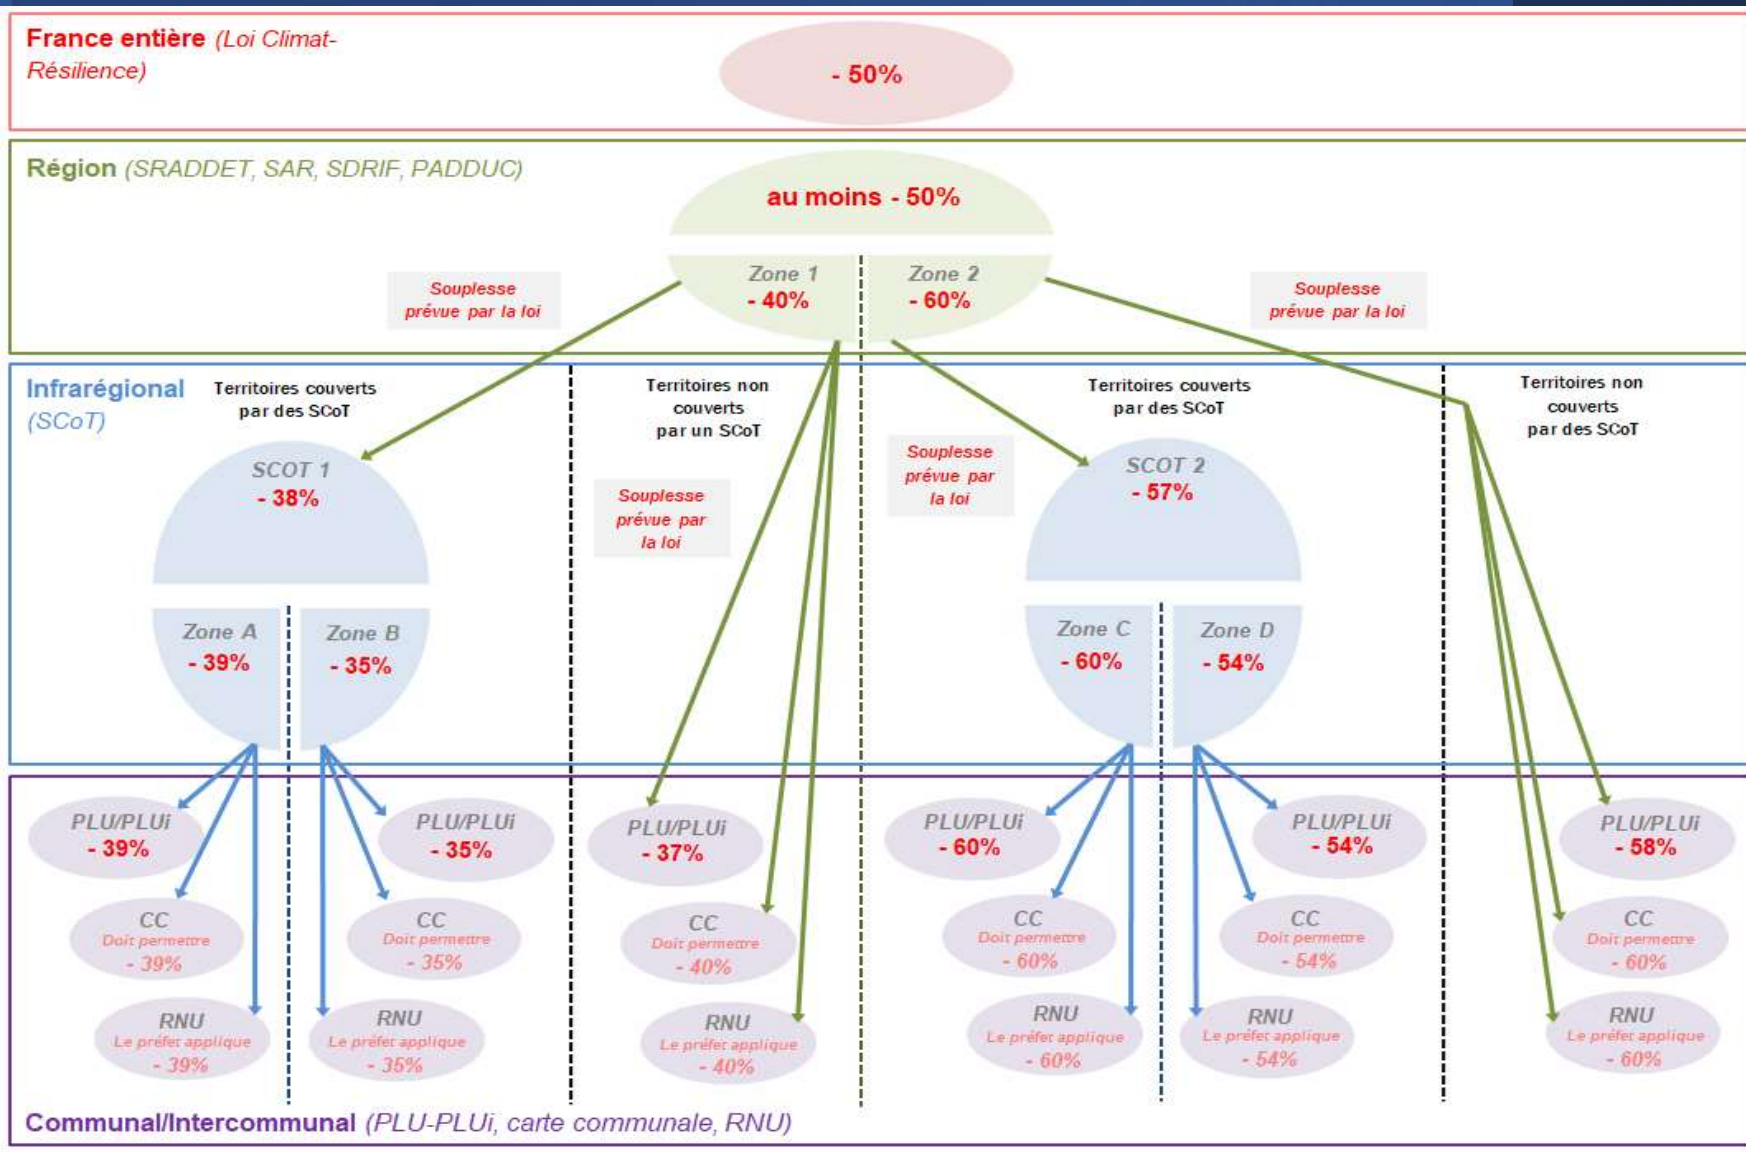 France entière (Loi Climat-
Résilience)
- 50%
Région (SRADDET, SAR, SDRIF, PADDUC)
au moins - 50%
Zone 1
- 40%
Zone 2
- 60%
Souplesse
prévue par la loi
Souplesse
prévue par la loi
Infrarégional
(SCoT)
Territoires couverts
par des SCoT
Territoires non
couverts
par un SCoT
Territoires couverts
par des SCoT
Territoires non
couverts
par des SCoT
SCOT 1
- 38%
Souplesse
prévue par
la loi
Souplesse
prévue par
la loi
SCOT 2
- 57%
Zone A
- 39%
Zone B
- 35%
Zone C
- 60%
Zone D
- 54%
PLU/PLUi
- 39%
PLU/PLUi
- 35%
PLU/PLUi
- 37%
PLU/PLUi
- 60%
PLU/PLUi
- 54%
PLU/PLUi
- 58%
CC
Doit permettre
- 39%
CC
Doit permettre
- 35%
CC
Doit permettre
- 40%
CC
Doit permettre
- 60%
CC
Doit permettre
- 54%
CC
Doit permettre
- 60%
RNU
Le préfet applique
- 39%
RNU
Le préfet applique
- 35%
RNU
Le préfet applique
- 40%
RNU
Le préfet applique
- 60%
RNU
Le préfet applique
- 54%
RNU
Le préfet applique
- 60%
Communal/Intercommunal (PLU-PLUi, carte communale, RNU)